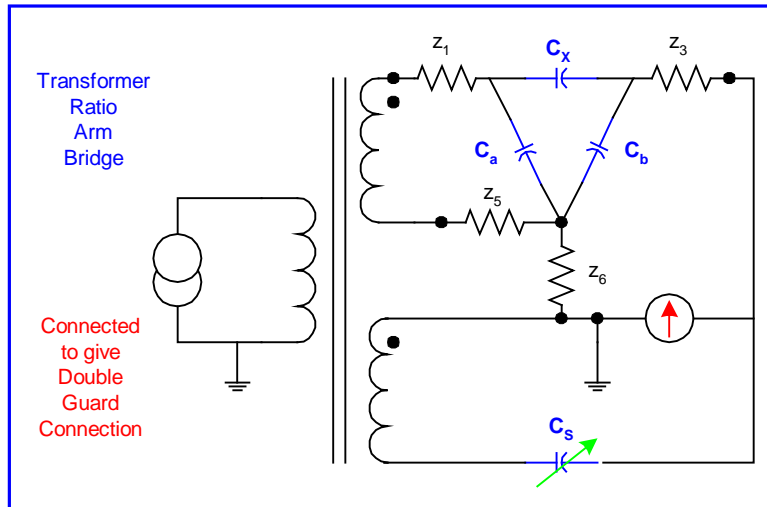 Transformer
Ratio
Arm
Bridge
Connected
to give
Double
Guard
Connection
z1
CX
z3
Ca
Cb
z5
z6
CS